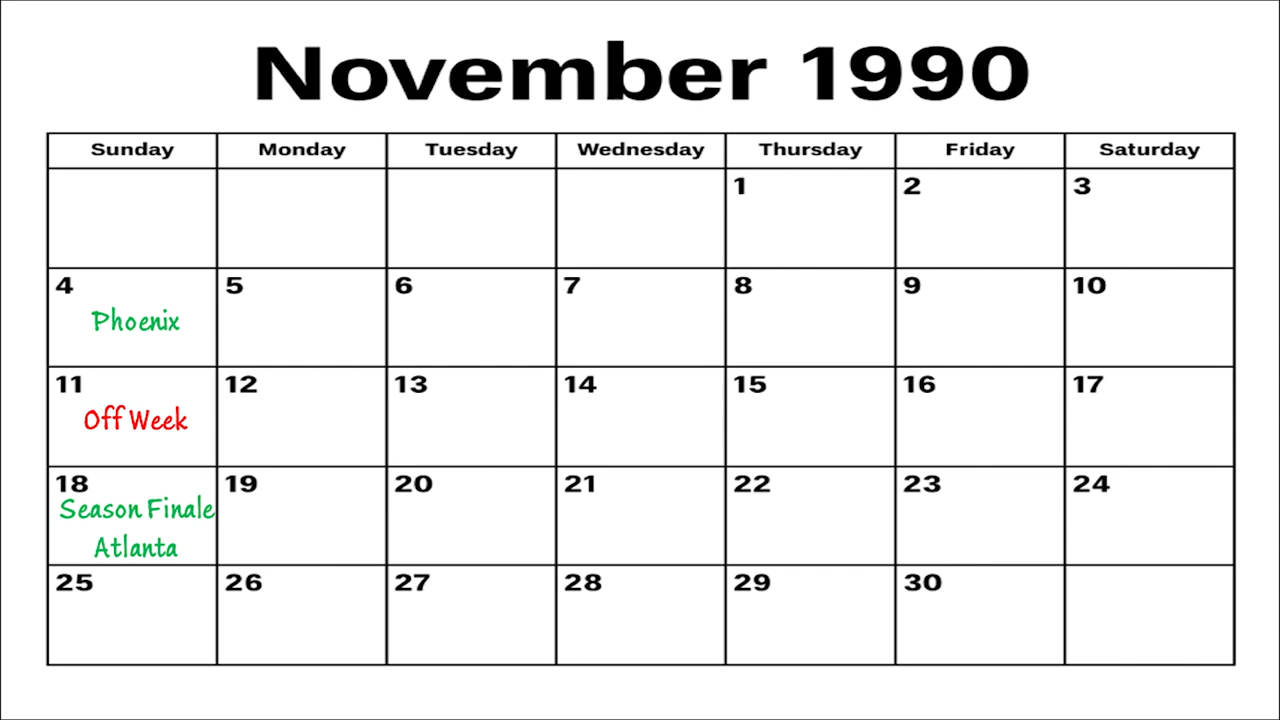 November 1990
Sunday Monday Tuesday Wednesday Thursday Friday Saturday
1 2 3
4 5 6 7 8 9 10
Phoenix
11 12 13 14 15 16 17
Off Week
18 19 20 21 22 23 24
Season Finale
Atlanta
25 26 27 28 29 30